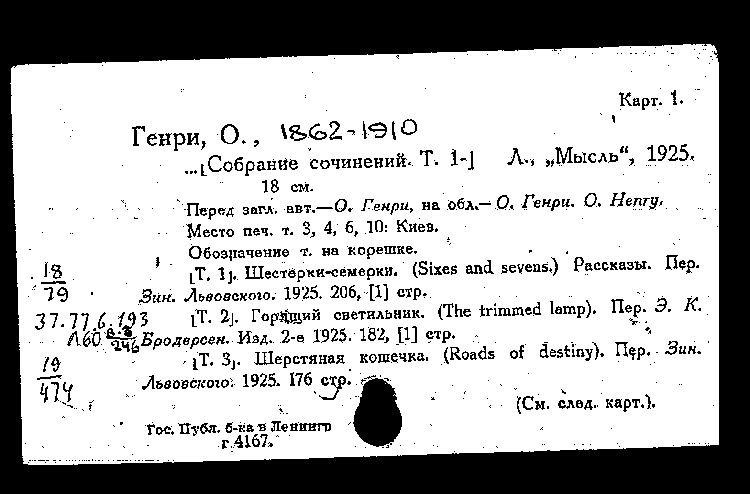 Карт. 1.
Генри, О., 1862-1910
...[Собрание сочинений. Т. 1-] Л., „Мысль“, 1925.
18 см.
Перед загл. авт.—О. Генри, на обл.—О. Генри. О. Henry.
Место печ. т. 3, 4, 6, 10: Киев.
Обозначение т. на корешке.
18 [Т. 1]. Шестерки-семерки. (Sixes and sevens.) Рассказы. Пер.
79 Зин. Львовского. 1925. 206, [1] стр.
37.77.6.193 [Т. 2]. Горящий светильник. (The trimmed lamp). Пер. Э. К.
Л60 в-8/246 Бродерсен. Изд. 2-е 1925. 182, [1] стр.
19 [Т. 3]. Шерстяная кошечка. (Roads of destiny). Пер. Зин.
474 Львовского. 1925. 176 стр.
(См. след. карт.).
Гос. Публ. б-ка в Ленингр
г.4167.